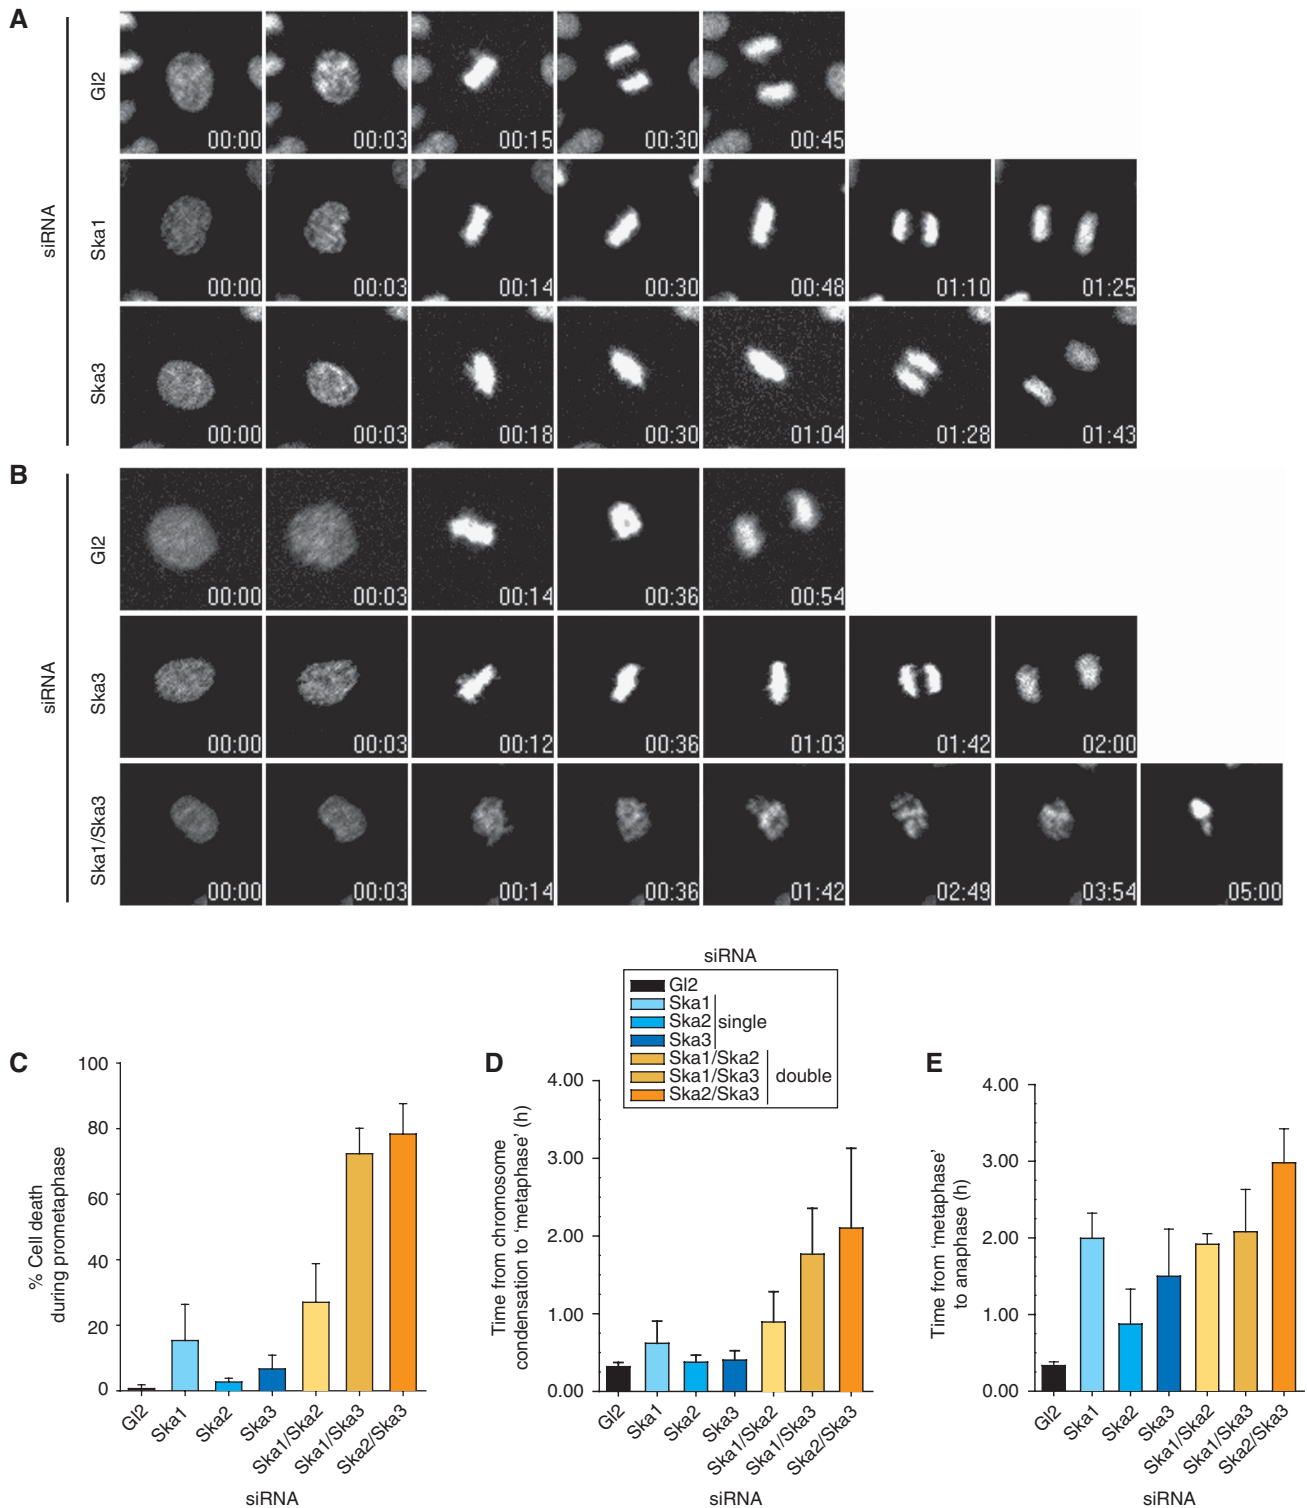 A
siRNA
Gl2
00:00 00:03 00:15 00:30 00:45
Ska1
00:00 00:03 00:14 00:30 00:48 01:10 01:25
Ska3
00:00 00:03 00:18 00:30 01:04 01:28 01:43
B
siRNA
Gl2
00:00 00:03 00:14 00:36 00:54
Ska3
00:00 00:03 00:12 00:36 01:03 01:42 02:00
Ska1/Ska3
00:00 00:03 00:14 00:36 01:42 02:49 03:54 05:00
siRNA
Gl2
Ska1
Ska2
Ska3
single
Ska1/Ska2
Ska1/Ska3
Ska2/Ska3
double
C
% Cell death
during prometaphase
100
80
60
40
20
0
Gl2 Ska1 Ska2 Ska3 Ska1/Ska2 Ska1/Ska3 Ska2/Ska3
siRNA
D
Time from chromosome
condensation to ‘metaphase’ (h)
4.00
3.00
2.00
1.00
0.00
Gl2 Ska1 Ska2 Ska3 Ska1/Ska2 Ska1/Ska3 Ska2/Ska3
siRNA
E
Time from ‘metaphase’
to anaphase (h)
4.00
3.00
2.00
1.00
0.00
Gl2 Ska1 Ska2 Ska3 Ska1/Ska2 Ska1/Ska3 Ska2/Ska3
siRNA